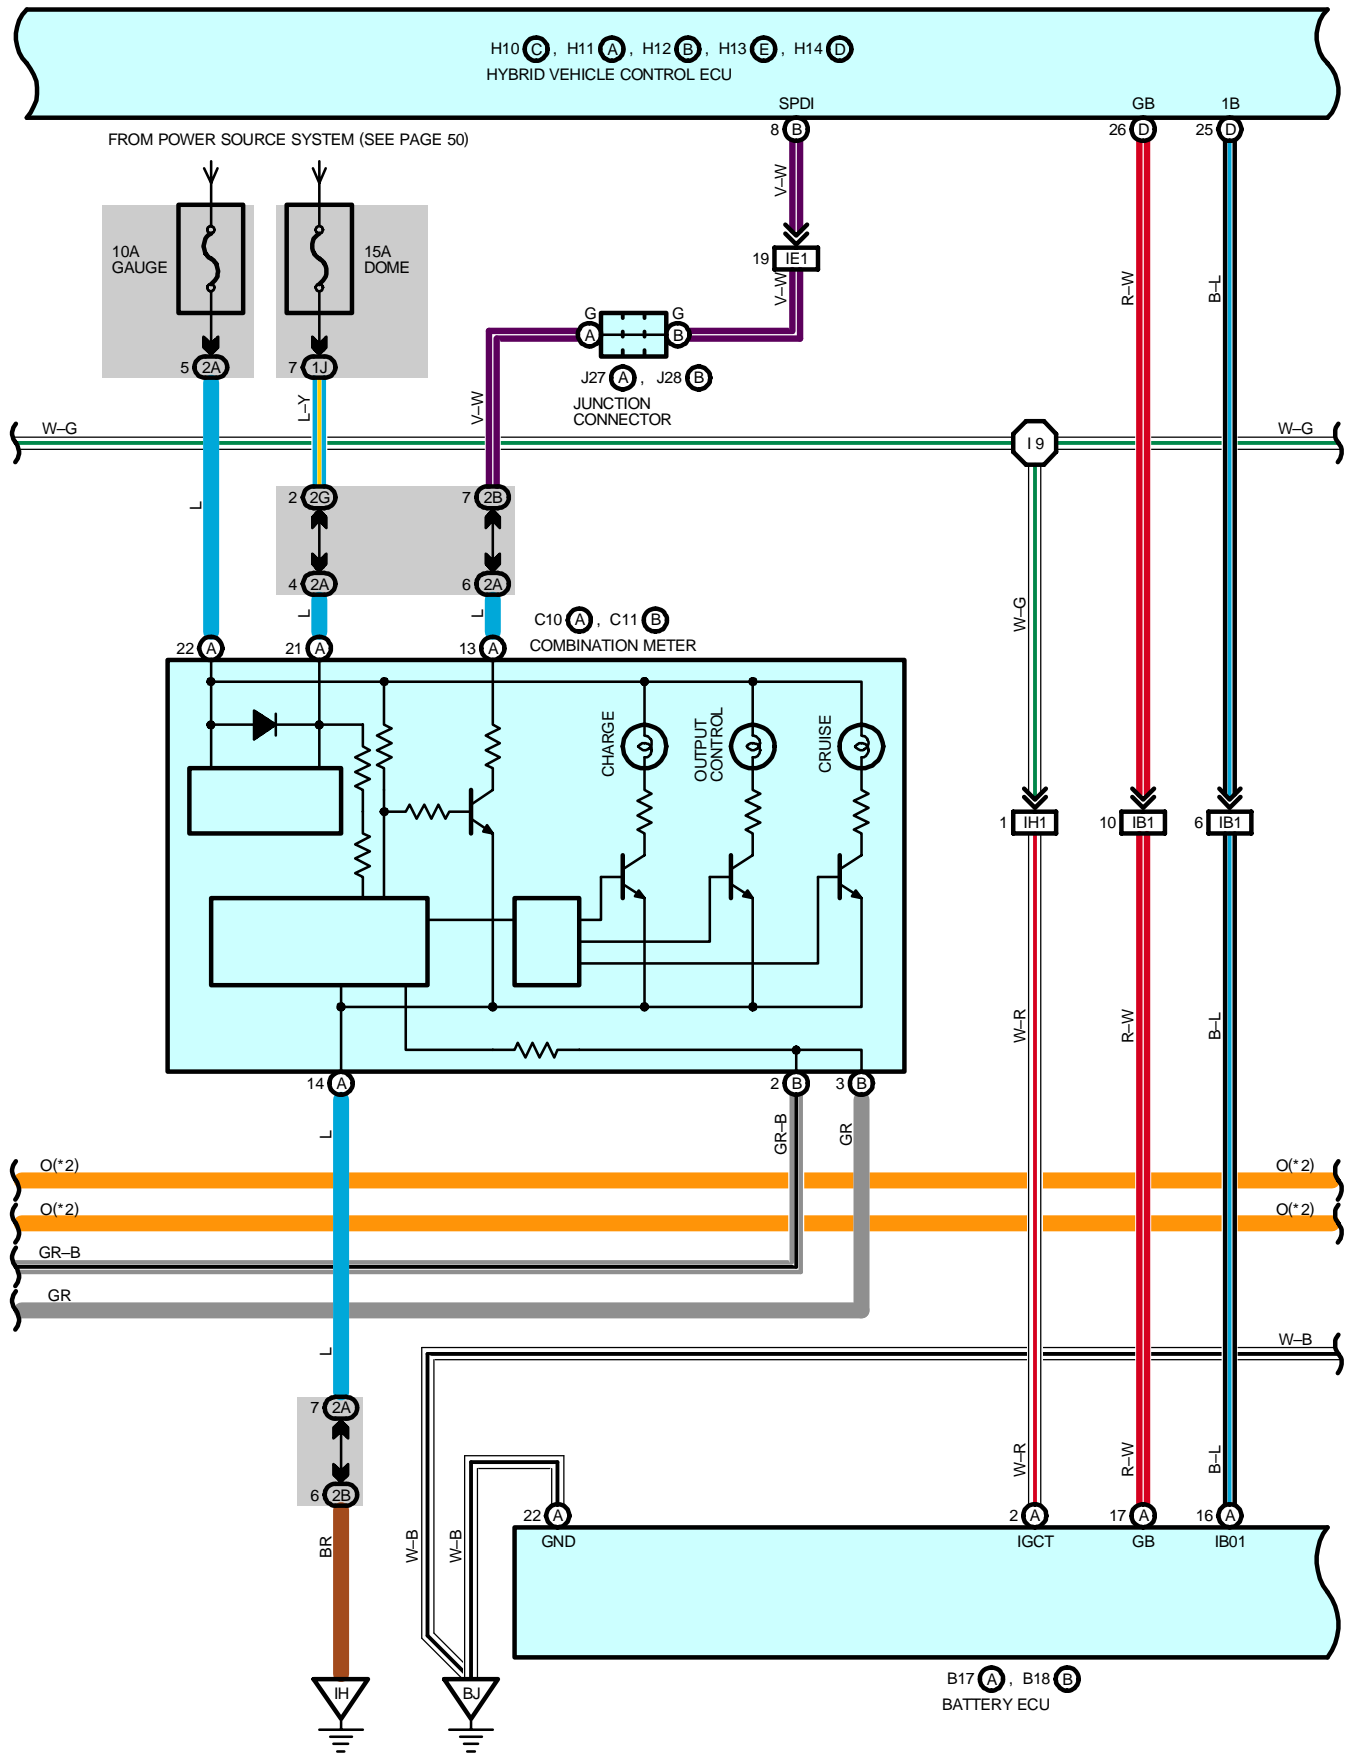 H10 C , H11 A , H12 B , H13 E , H14 D
HYBRID VEHICLE CONTROL ECU
SPDI GB 1B
8 B 26 D 25 D
FROM POWER SOURCE SYSTEM (SEE PAGE 50)
V–W
10A
GAUGE
15A
DOME
19 IE1
V–W
R–W
B–L
G G
A B
5 2A
7 1J
J27 A , J28 B
JUNCTION
CONNECTOR
L–Y
V–W
W–G
I 9
W–G
2 2G
7 2B
L
4 2A
6 2A
L
L
W–G
C10 A , C11 B
COMBINATION METER
22 A
21 A
13 A
CHARGE
OUTPUT
CONTROL
CRUISE
1 IH1
10 IB1
6 IB1
W–R
R–W
B–L
14 A
2 B
3 B
L
GR–B
GR
O(*2)
O(*2)
O(*2)
O(*2)
GR–B
GR
L
W–B
7 2A
6 2B
W–R
R–W
B–L
22 A
2 A
17 A
16 A
GND
IGCT
GB
IB01
BR
W–B
W–B
IH
BJ
B17 A , B18 B
BATTERY ECU